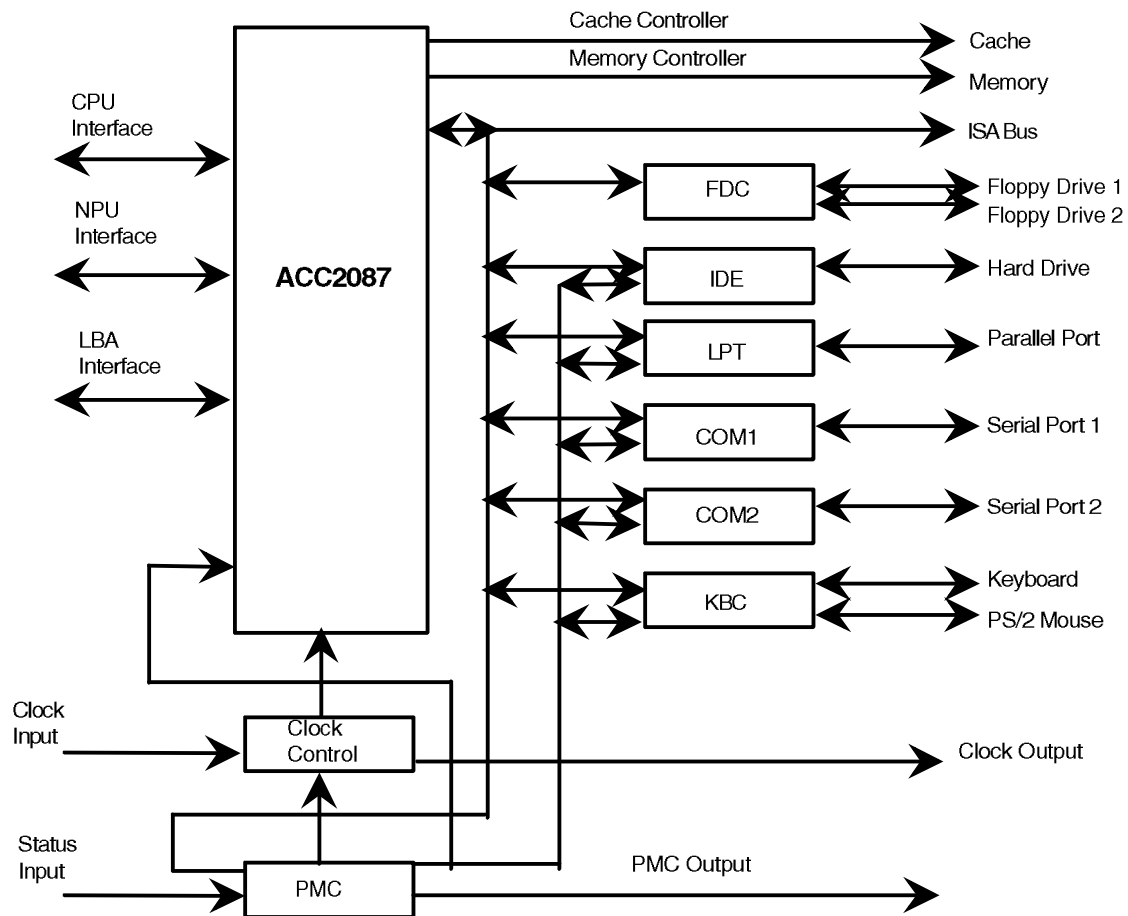 Cache Controller
Cache
Memory Controller
Memory
CPU
Interface
ISA Bus
FDC
Floppy Drive 1
Floppy Drive 2
NPU
Interface
ACC2087
IDE
Hard Drive
LBA
Interface
LPT
Parallel Port
COM1
Serial Port 1
COM2
Serial Port 2
KBC
Keyboard
PS/2 Mouse
Clock
Input
Clock
Control
Clock Output
Status
Input
PMC
PMC Output